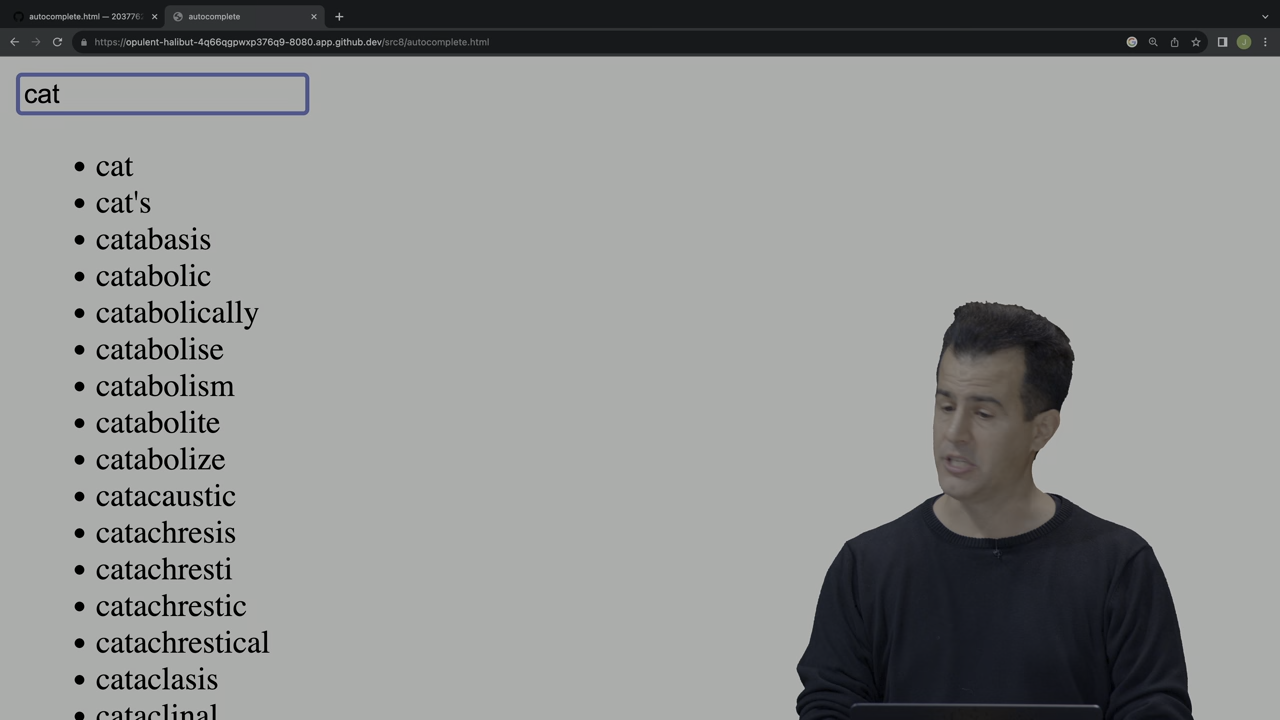 autocomplete.html — 203776
autocomplete
https://opulent-halibut-4q66qgpwxp376q9-8080.app.github.dev/src8/autocomplete.html
J
cat
cat
cat's
catabasis
catabolic
catabolically
catabolise
catabolism
catabolite
catabolize
catacaustic
catachresis
catachresti
catachrestic
catachrestical
cataclasis
cataclinal